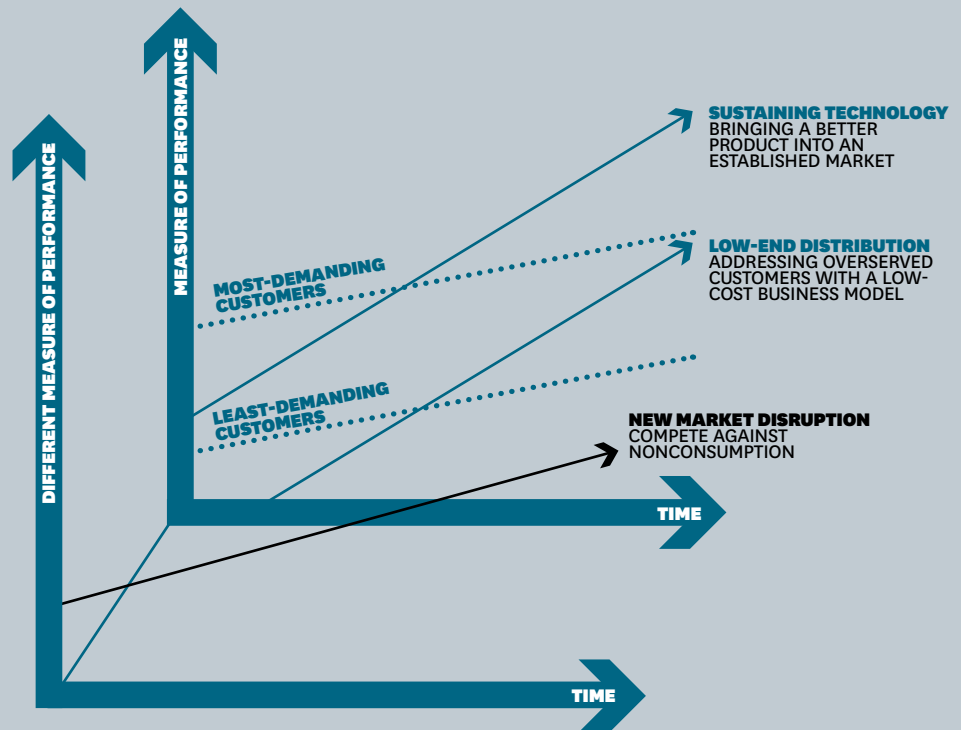 DIFFERENT MEASURE OF PERFORMANCE
MEASURE OF PERFORMANCE
MOST-DEMANDING
CUSTOMERS
LEAST-DEMANDING
CUSTOMERS
SUSTAINING TECHNOLOGY
BRINGING A BETTER
PRODUCT INTO AN
ESTABLISHED MARKET
LOW-END DISTRIBUTION
ADDRESSING OVERSERVED
CUSTOMERS WITH A LOW-
COST BUSINESS MODEL
NEW MARKET DISRUPTION
COMPETE AGAINST
NONCONSUMPTION
TIME
TIME